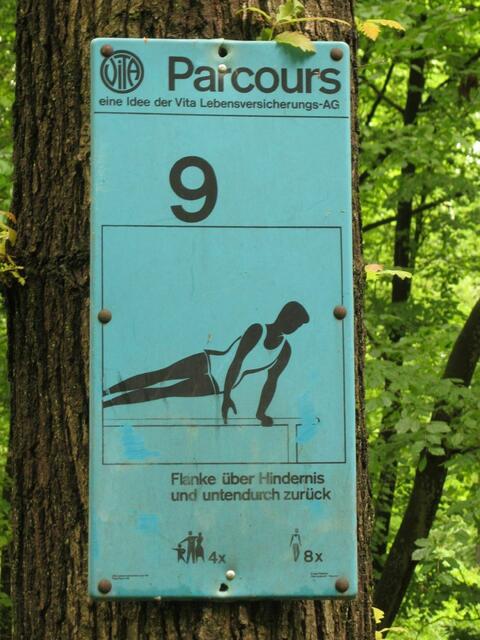 VITA
Parcours
eine Idee der Vita Lebensversicherungs-AG
9
Flanke über Hindernis
und untendurch zurück
4x
8x